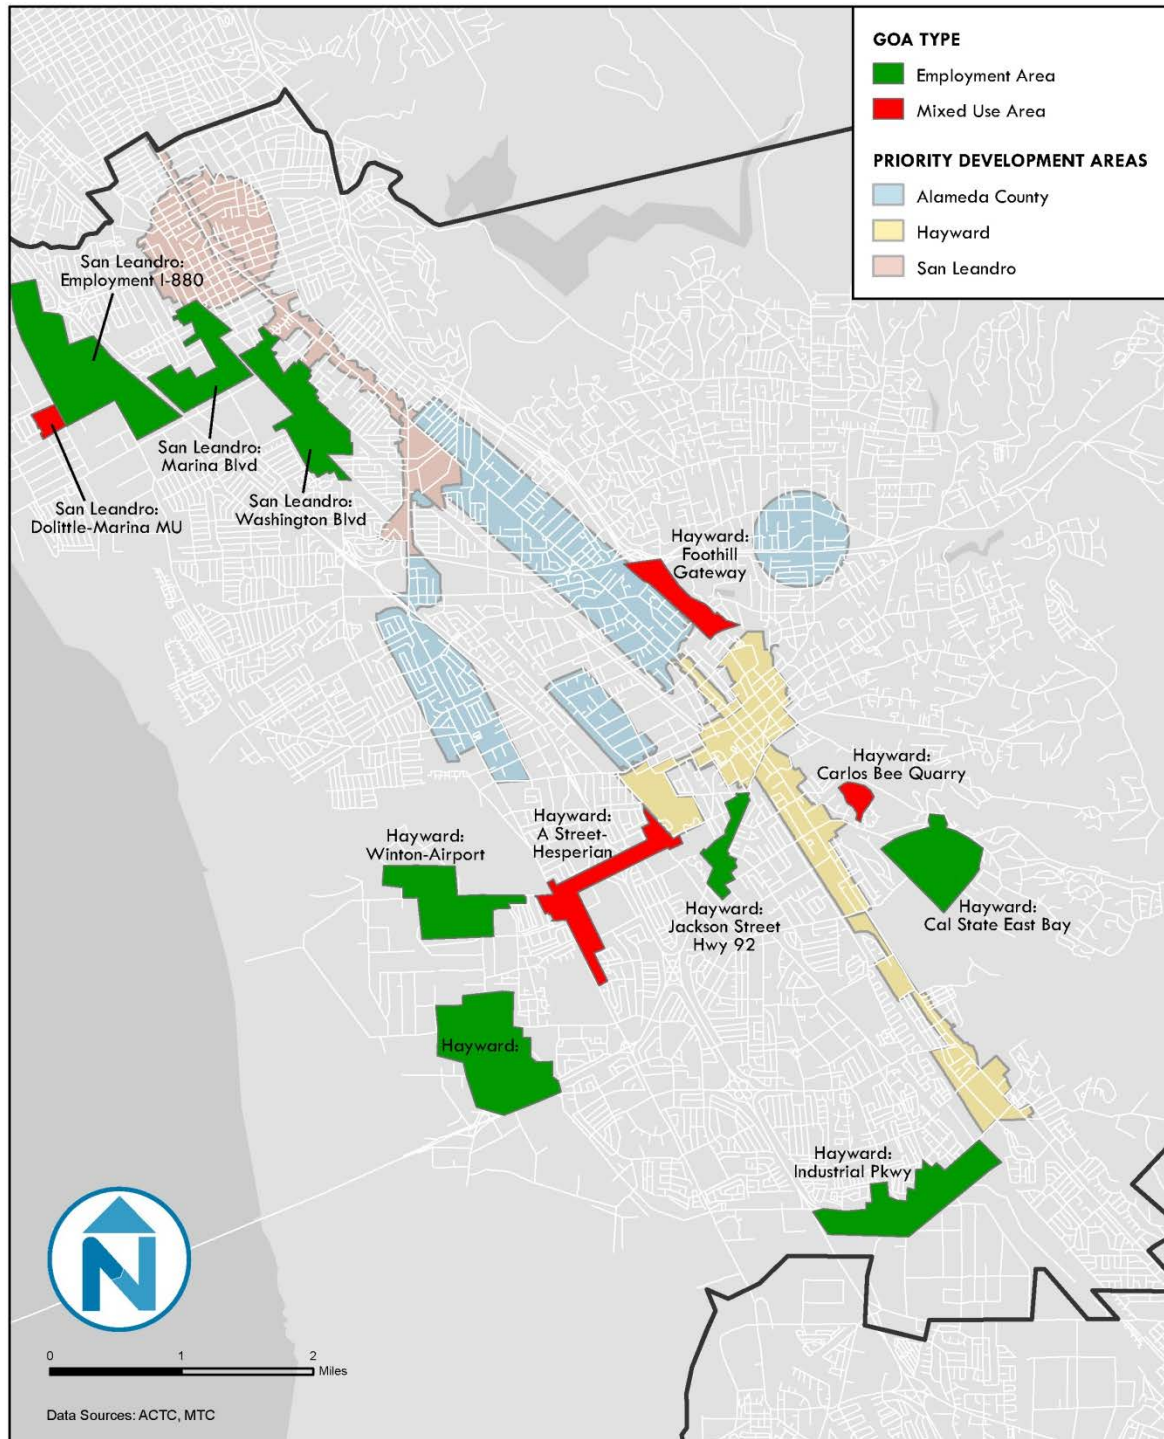 GOA TYPE
Employment Area
Mixed Use Area
PRIORITY DEVELOPMENT AREAS
Alameda County
Hayward
San Leandro
San Leandro:
Employment I-880
San Leandro:
Marina Blvd
San Leandro:
Dolittle-Marina MU
San Leandro:
Washington Blvd
Hayward:
Foothill
Gateway
Hayward:
Carlos Bee Quarry
Hayward:
A Street-
Hesperian
Hayward:
Winton-Airport
Hayward:
Jackson Street
Hwy 92
Hayward:
Cal State East Bay
Hayward:
Hayward:
Industrial Pkwy
N
0 1 2
Miles
Data Sources: ACTC, MTC